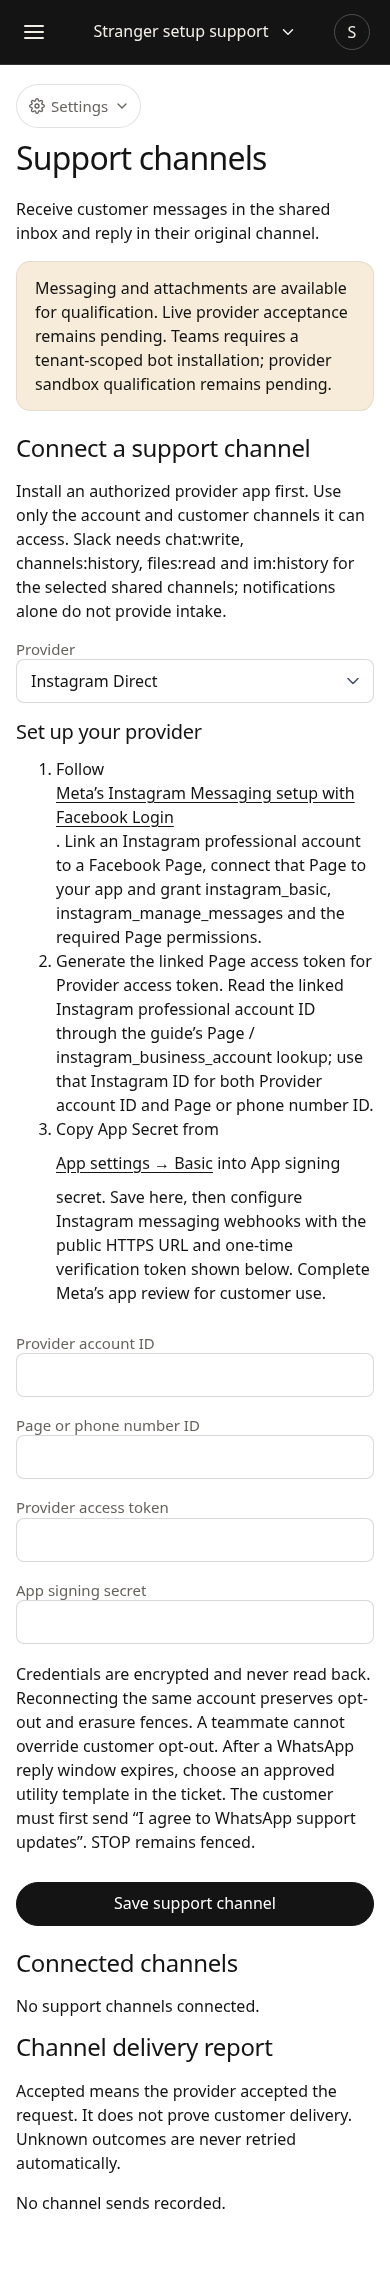 Stranger setup support
S
Settings
Support channels
Receive customer messages in the shared
inbox and reply in their original channel.
Messaging and attachments are available
for qualification. Live provider acceptance
remains pending. Teams requires a
tenant-scoped bot installation; provider
sandbox qualification remains pending.
Connect a support channel
Install an authorized provider app first. Use
only the account and customer channels it can
access. Slack needs chat:write,
channels:history, files:read and im:history for
the selected shared channels; notifications
alone do not provide intake.
Provider
Instagram Direct
Set up your provider
1. Follow
Meta’s Instagram Messaging setup with
Facebook Login
. Link an Instagram professional account
to a Facebook Page, connect that Page to
your app and grant instagram_basic,
instagram_manage_messages and the
required Page permissions.
2. Generate the linked Page access token for
Provider access token. Read the linked
Instagram professional account ID
through the guide’s Page /
instagram_business_account lookup; use
that Instagram ID for both Provider
account ID and Page or phone number ID.
3. Copy App Secret from
App settings → Basic into App signing
secret. Save here, then configure
Instagram messaging webhooks with the
public HTTPS URL and one-time
verification token shown below. Complete
Meta’s app review for customer use.
Provider account ID
Page or phone number ID
Provider access token
App signing secret
Credentials are encrypted and never read back.
Reconnecting the same account preserves opt-
out and erasure fences. A teammate cannot
override customer opt-out. After a WhatsApp
reply window expires, choose an approved
utility template in the ticket. The customer
must first send “I agree to WhatsApp support
updates”. STOP remains fenced.
Save support channel
Connected channels
No support channels connected.
Channel delivery report
Accepted means the provider accepted the
request. It does not prove customer delivery.
Unknown outcomes are never retried
automatically.
No channel sends recorded.